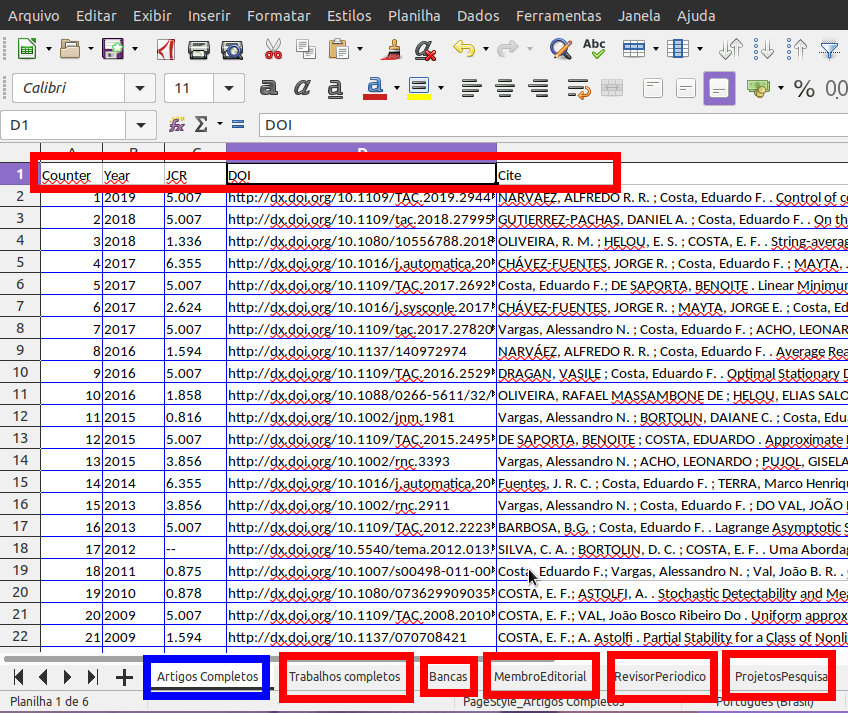 Arquivo Editar Exibir Inserir Formatar Estilos Planilha Dados Ferramentas Janela Ajuda
Abc
Calibri 11 a a a a % 0,0
D1 Σ = DOI
A B C D
1 Counter Year JCR DOI Cite
2 1 2019 5.007 http://dx.doi.org/10.1109/TAC.2019.2944 NARVAEZ, ALFREDO R. R. ; Costa, Eduardo F. . Control of co
3 2 2018 5.007 http://dx.doi.org/10.1109/tac.2018.27995 GUTIERREZ-PACHAS, DANIEL A. ; Costa, Eduardo F. . On th
4 3 2018 1.336 http://dx.doi.org/10.1080/10556788.2018 OLIVEIRA, R. M. ; HELOU, E. S. ; COSTA, E. F. . String-averag
5 4 2017 6.355 http://dx.doi.org/10.1016/j.automatica.20 CHÁVEZ-FUENTES, JORGE R. ; Costa, Eduardo F. ; MAYTA, J
6 5 2017 5.007 http://dx.doi.org/10.1109/TAC.2017.2692 Costa, Eduardo F.; DE SAPORTA, BENOITE . Linear Minimum
7 6 2017 2.624 http://dx.doi.org/10.1016/j.sysconle.2017 CHÁVEZ-FUENTES, JORGE R. ; MAYTA, JORGE E. ; Costa, Ed
8 7 2017 5.007 http://dx.doi.org/10.1109/tac.2017.27820 Vargas, Alessandro N. ; Costa, Eduardo F. ; ACHO, LEONAR
9 8 2016 1.594 http://dx.doi.org/10.1137/140972974 NARVÁEZ, ALFREDO R. R. ; Costa, Eduardo F. . Average Rea
10 9 2016 5.007 http://dx.doi.org/10.1109/TAC.2016.2529 DRAGAN, VASILE ; Costa, Eduardo F. . Optimal Stationary D
11 10 2016 1.858 http://dx.doi.org/10.1088/0266-5611/32/ OLIVEIRA, RAFAEL MASSAMBONE DE ; HELOU, ELIAS SALO
12 11 2015 0.816 http://dx.doi.org/10.1002/jnm.1981 Vargas, Alessandro N. ; BORTOLIN, DAIANE C. ; Costa, Edu
13 12 2015 5.007 http://dx.doi.org/10.1109/TAC.2015.2495 DE SAPORTA, BENOITE ; COSTA, EDUARDO . Approximate
14 13 2015 3.856 http://dx.doi.org/10.1002/rnc.3393 Vargas, Alessandro N. ; ACHO, LEONARDO ; PUJOL, GISELA
15 14 2014 6.355 http://dx.doi.org/10.1016/j.automatica.20 Fuentes, J. R. C. ; Costa, Eduardo F. ; TERRA, Marco Henriqu
16 15 2013 3.856 http://dx.doi.org/10.1002/rnc.2911 Vargas, Alessandro N. ; Costa, Eduardo F. ; DO VAL, JOÃO
17 16 2013 5.007 http://dx.doi.org/10.1109/TAC.2012.2223 BARBOSA, B.G. ; Costa, Eduardo F. . Lagrange Asymptotic S
18 17 2012 -- http://dx.doi.org/10.5540/tema.2012.013 SILVA, C. A. ; BORTOLIN, D. C. ; COSTA, E. F. . Uma Abordag
19 18 2011 0.875 http://dx.doi.org/10.1007/s00498-011-00 Costa, Eduardo F.; Vargas, Alessandro N. ; Val, João B. R. .
20 19 2010 0.878 http://dx.doi.org/10.1080/073629909035 COSTA, E. F.; ASTOLFI, A. . Stochastic Detectability and Mea
21 20 2009 5.007 http://dx.doi.org/10.1109/TAC.2008.2010 COSTA, E. F.; VAL, João Bosco Ribeiro Do . Uniform approx
22 21 2009 1.594 http://dx.doi.org/10.1137/070708421 COSTA, E. F.; A. Astolfi . Partial Stability for a Class of Nonli
Artigos Completos Trabalhos completos Bancas MembroEditorial RevisorPeriodico ProjetosPesquisa
Planilha 1 de 6 PageStyle_Artigos Completos Português (Brasil)